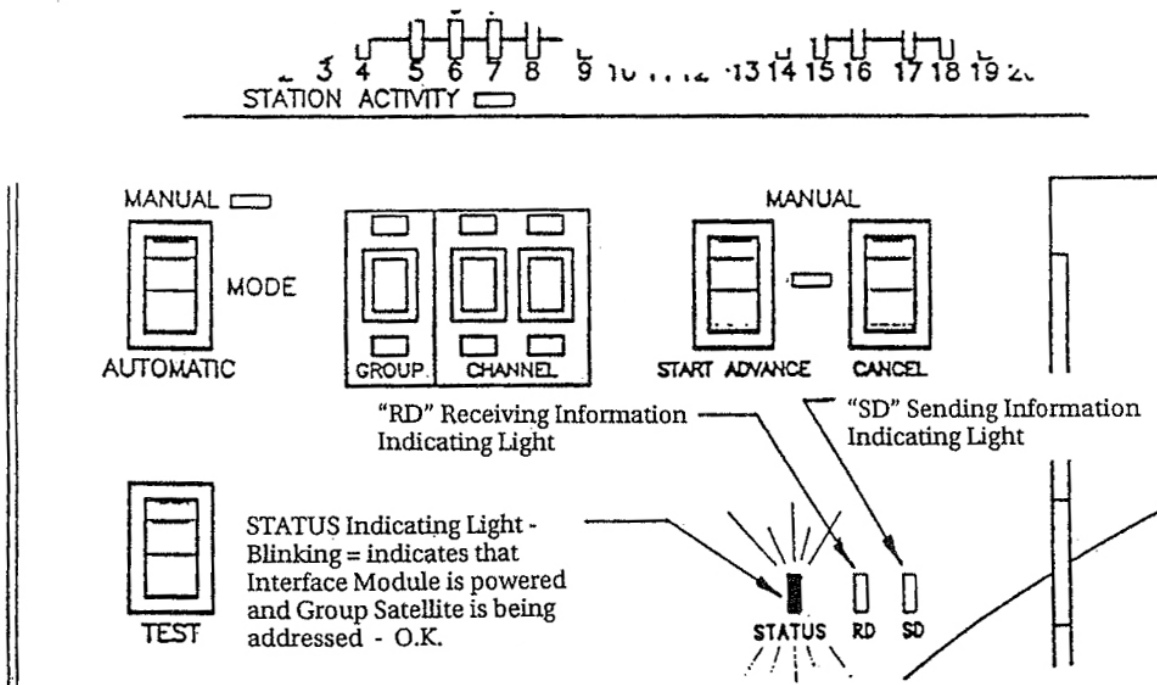 3 4 5 6 7 8 9 13 14 15 16 17 18 19
STATION ACTIVITY
MANUAL
MODE
AUTOMATIC
GROUP
CHANNEL
MANUAL
START ADVANCE
CANCEL
"RD" Receiving Information
Indicating Light
"SD" Sending Information
Indicating Light
TEST
STATUS Indicating Light -
Blinking = indicates that
Interface Module is powered
and Group Satellite is being
addressed - O.K.
STATUS
RD
SD